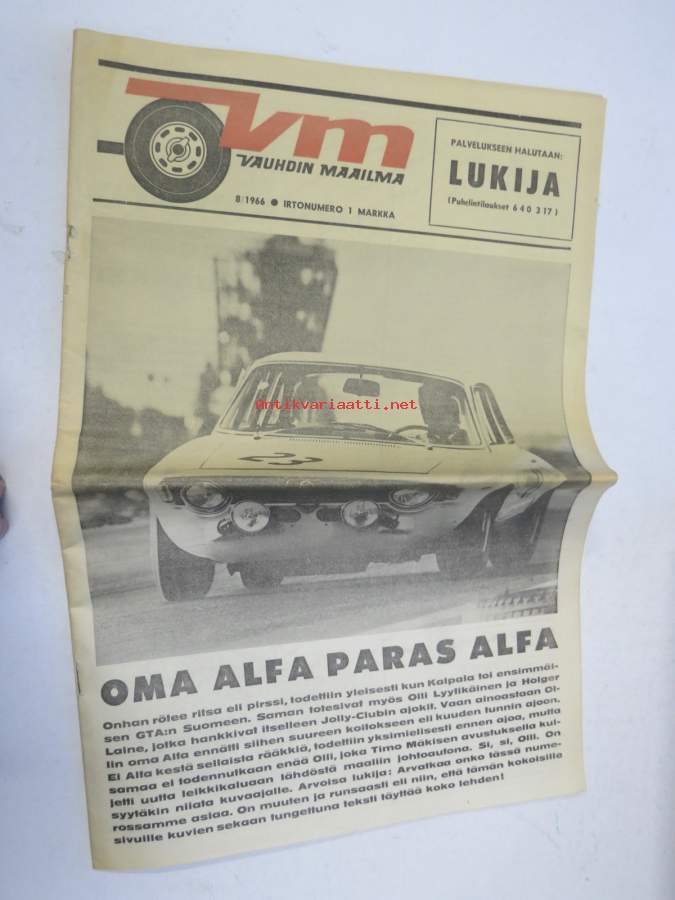 vm
VAUHDIN MAAILMA
8/1966 ● IRTONUMERO 1 MARKKA
PALVELUKSEEN HALUTAAN:
LUKIJA
(Puhelintilaukset 640 317)
Antikvariaatti.net
23
OMA ALFA PARAS ALFA
Onhan rötee ritsa eli pirssi, todettiin yleisesti kun Kalpala toi ensimmäi-
sen GTA:n Suomeen. Saman totesivat myös Olli Lyytikäinen ja Holger
Laine, jotka hankkivat itselleen Jolly-Clubin ajokit. Vaan ainoastaan Ol-
lin oma Alfa ennätti siihen suureen koitokseen eli kuuden tunnin ajoon.
Ei Alfa kestä sellaista rääkkiä, todettiin yksimielisesti ennen ajoa, mutta
samaa ei todennutkaan enää Olli, joka Timo Mäkisen avustuksella kul-
jetti uutta leikkikaluaan lähdöstä maaliin johtoautona. Si, si, Olli. On
syytäkin niiata kuvaajalle. Arvoisa lukija: Arvatkaa onko tässä nume-
rossamme asiaa. On muuten ja runsaasti eli niin, että tämän kokoisille
sivuille kuvien sekaan tungettuna teksti täyttää koko lehden!